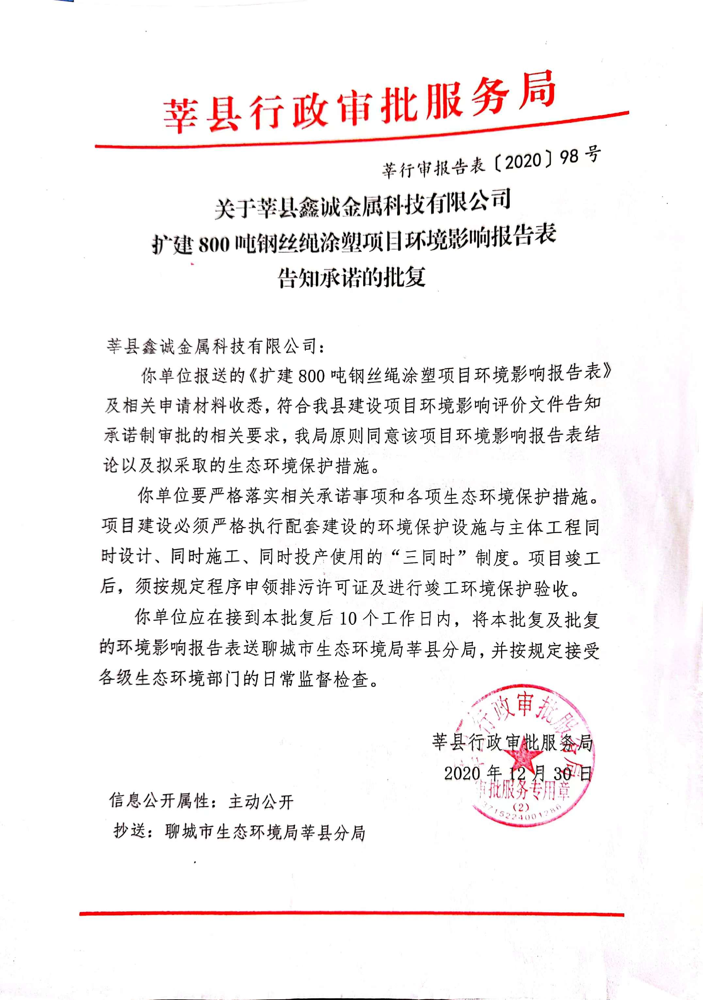 莘县行政审批服务局
莘行审报告表〔2020〕98号
关于莘县鑫诚金属科技有限公司
扩建800吨钢丝绳涂塑项目环境影响报告表
告知承诺的批复
莘县鑫诚金属科技有限公司：
你单位报送的《扩建800吨钢丝绳涂塑项目环境影响报告表》
及相关申请材料收悉，符合我县建设项目环境影响评价文件告知
承诺制审批的相关要求，我局原则同意该项目环境影响报告表结
论以及拟采取的生态环境保护措施。
你单位要严格落实相关承诺事项和各项生态环境保护措施。
项目建设必须严格执行配套建设的环境保护设施与主体工程同
时设计、同时施工、同时投产使用的“三同时”制度。项目竣工
后，须按规定程序申领排污许可证及进行竣工环境保护验收。
你单位应在接到本批复后10个工作日内，将本批复及批复
的环境影响报告表送聊城市生态环境局莘县分局，并按规定接受
各级生态环境部门的日常监督检查。
行政审批服务局
莘县行政审批服务局
2020年12月30日
审批服务专用章
(2)
3715224001286
信息公开属性：主动公开
抄送：聊城市生态环境局莘县分局